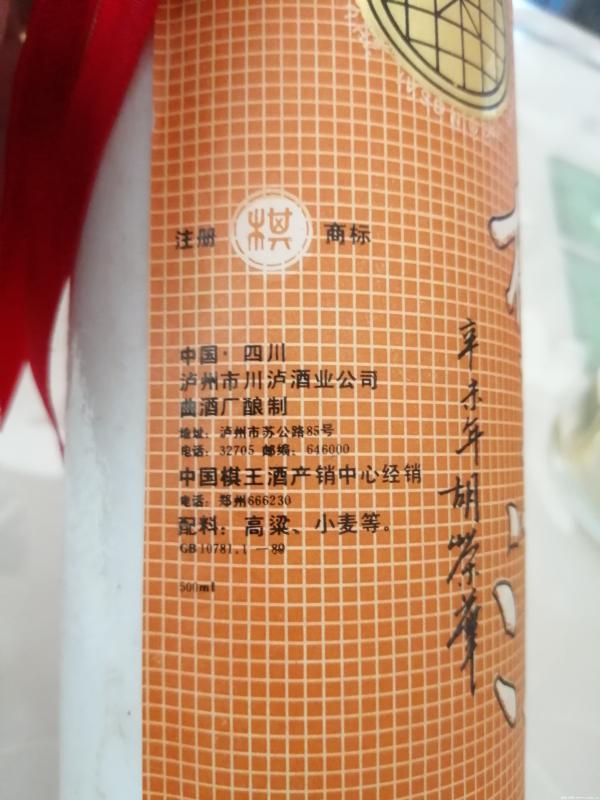 注册 棋 商标
中国·四川
泸州市川泸酒业公司
曲酒厂酿制
地址：泸州市苏公路85号
电话：32705 邮编：646000
中国棋王酒产销中心经销
电话：郑州666230
配料：高粱、小麦等。
GB10781.1—89
500ml
辛未年胡荣华